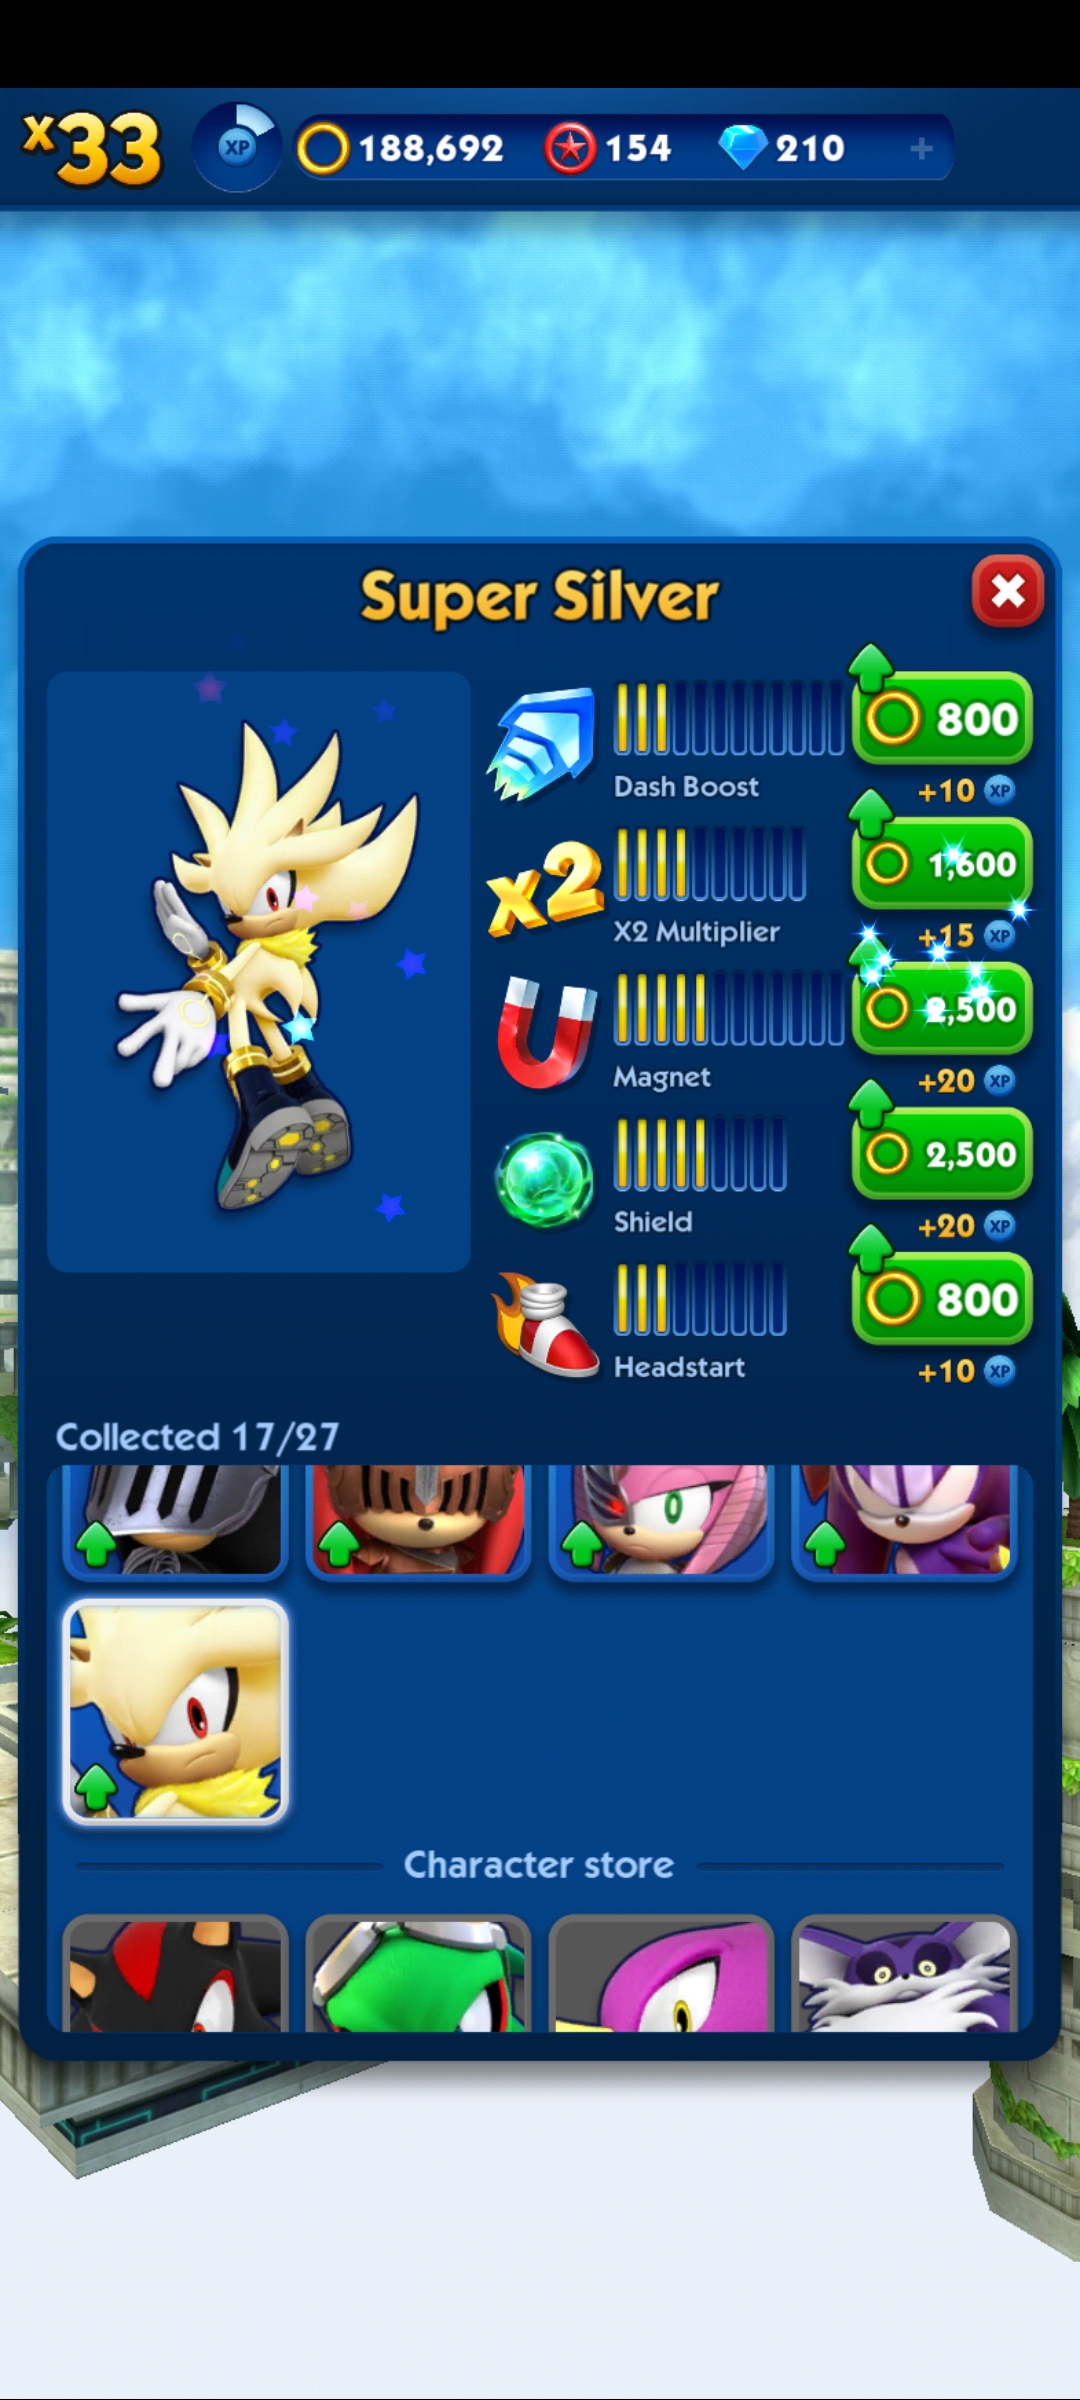 x33
XP
188,692
154
210
+
Super Silver
800
Dash Boost
+10 XP
x2
1,600
X2 Multiplier
+15 XP
2,500
Magnet
+20 XP
2,500
Shield
+20 XP
800
Headstart
+10 XP
Collected 17/27
Character store